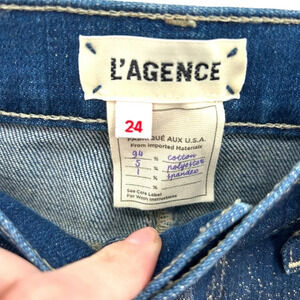 L'AGENCE
24
FABRIQUÉ AUX U.S.A.
From Imported Materials
94 % cotton
5 % polyester
1 % spandex
%
See Care Label
For Wash Instructions